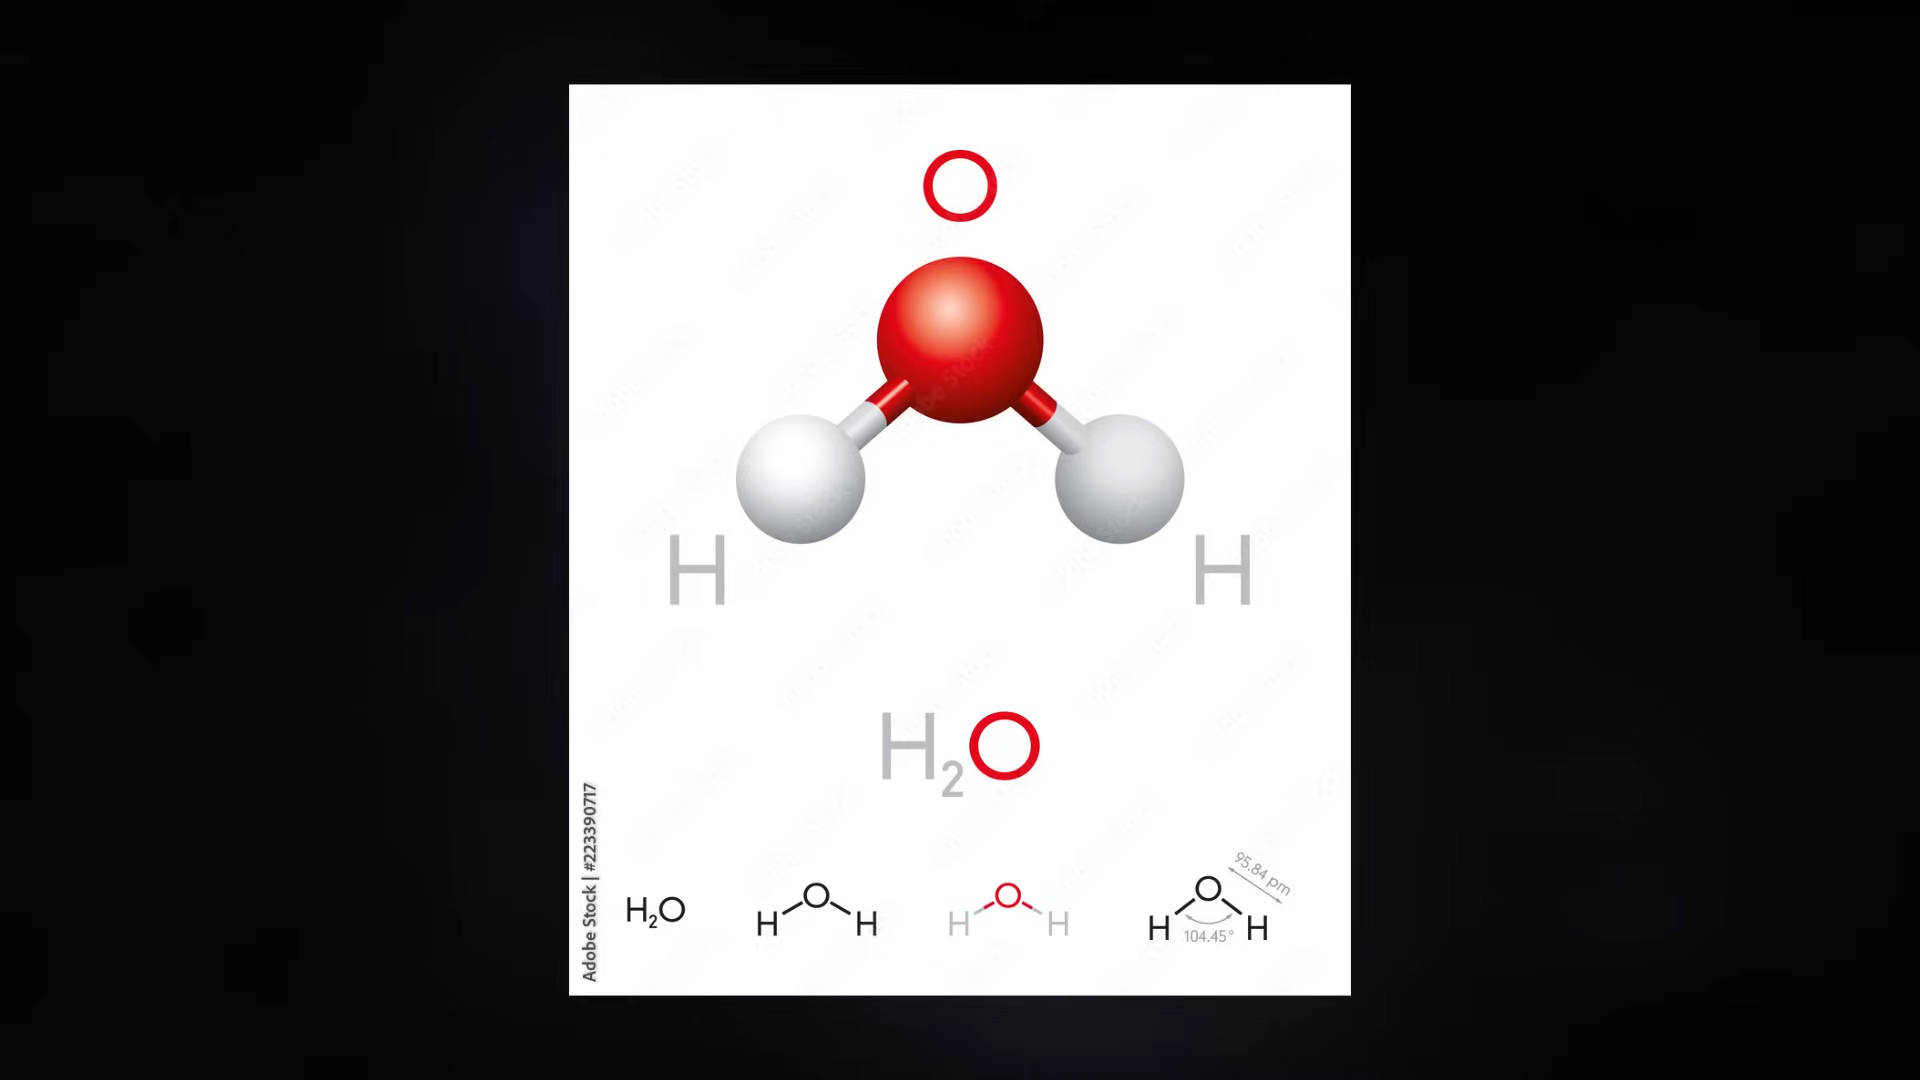 O
H H
H₂O
95.84 pm
H₂O
O
H H
O
H H
O
H H
104.45°
Adobe Stock | #223390717